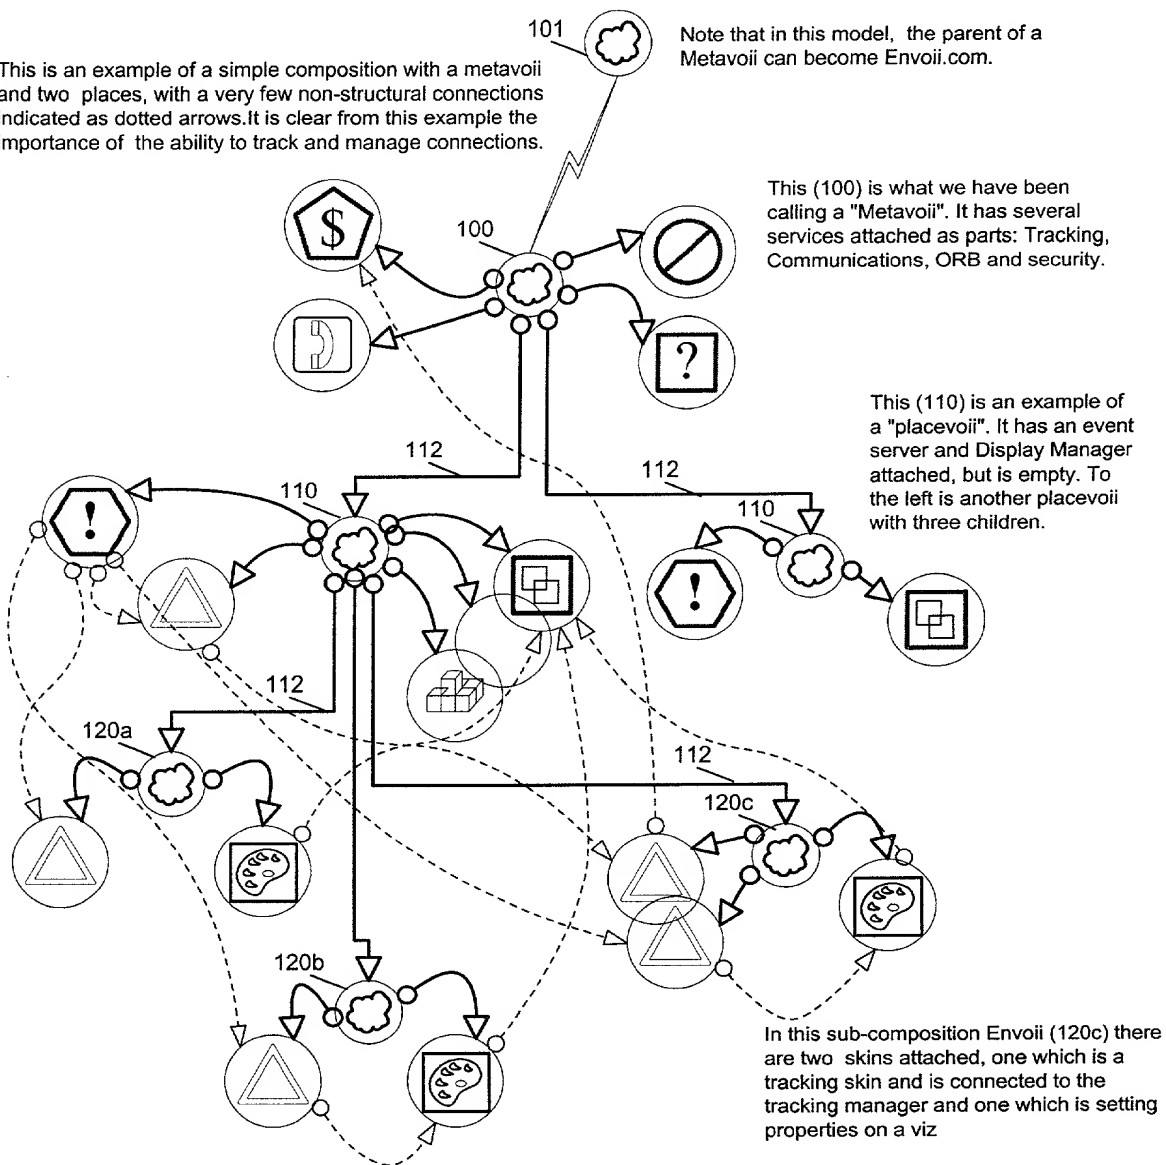 101
Note that in this model, the parent of a
Metavoii can become Envoii.com.
This is an example of a simple composition with a metavoii
and two places, with a very few non-structural connections
indicated as dotted arrows.It is clear from this example the
importance of the ability to track and manage connections.
This (100) is what we have been
calling a "Metavoii". It has several
services attached as parts: Tracking,
Communications, ORB and security.
$
100
?
This (110) is an example of
a "placevoii". It has an event
server and Display Manager
attached, but is empty. To
the left is another placevoii
with three children.
112
112
110
110
!
!
112
120a
112
120c
120b
In this sub-composition Envoii (120c) there
are two skins attached, one which is a
tracking skin and is connected to the
tracking manager and one which is setting
properties on a viz